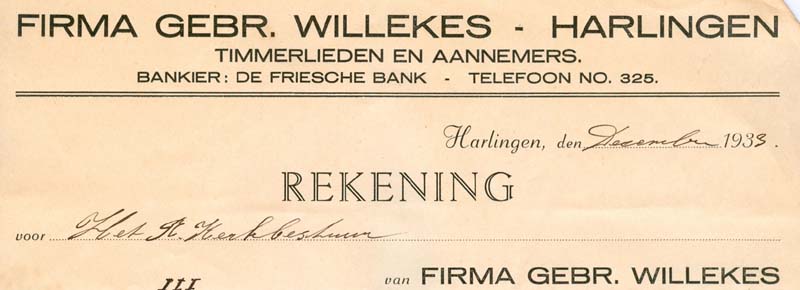 FIRMA GEBR. WILLEKES - HARLINGEN
TIMMERLIEDEN EN AANNEMERS.
BANKIER: DE FRIESCHE BANK - TELEFOON NO. 325.
Harlingen, den December 1933.
REKENING
voor Het R. Kerkbestuur
van FIRMA GEBR. WILLEKES
III